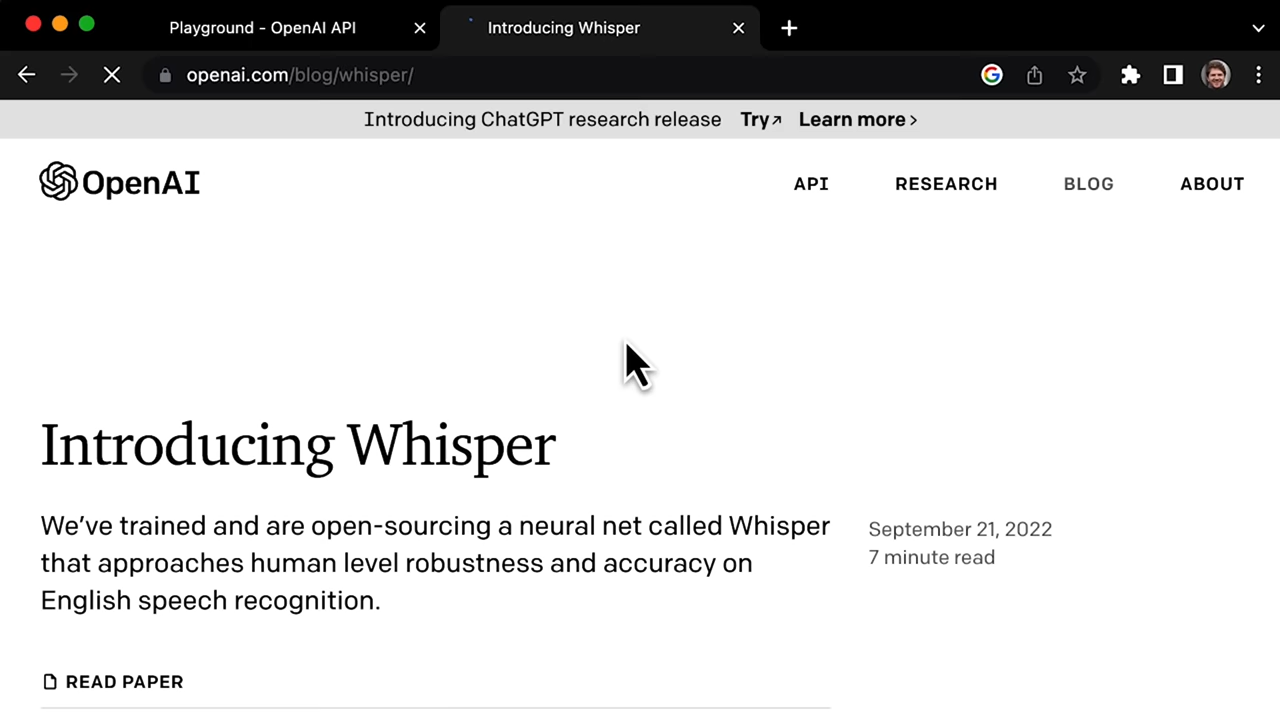 Playground - OpenAI API
Introducing Whisper
openai.com/blog/whisper/
Introducing ChatGPT research release Try↗ Learn more >
OpenAI
API RESEARCH BLOG ABOUT
Introducing Whisper
We've trained and are open-sourcing a neural net called Whisper
that approaches human level robustness and accuracy on
English speech recognition.
September 21, 2022
7 minute read
READ PAPER